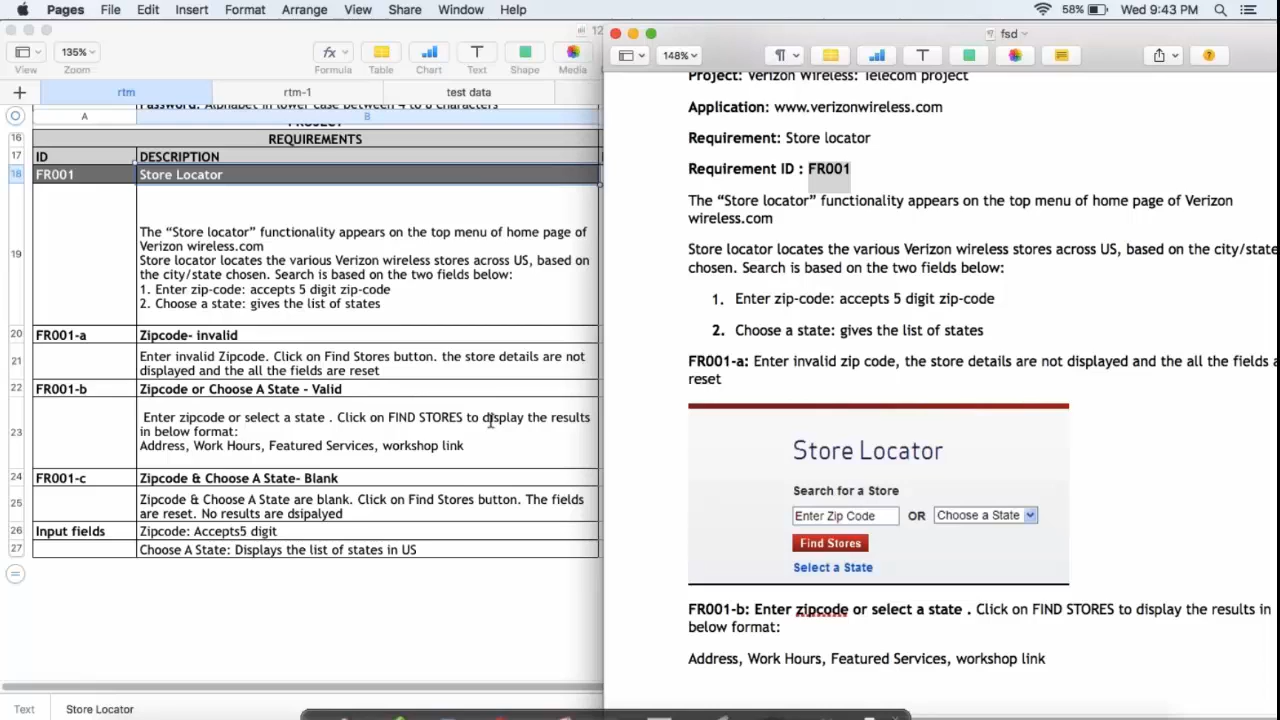 Pages File Edit Insert Format Arrange View Share Window Help 58% Wed 9:43 PM
12
135%
View Zoom Formula Table Chart Text Shape Media
rtm rtm-1 test data
Password: Alphabet in lower case between 4 to 8 characters
A B
PROJECT
16 REQUIREMENTS
17 ID DESCRIPTION
18 FR001 Store Locator
19
The “Store locator” functionality appears on the top menu of home page of
Verizon wireless.com
Store locator locates the various Verizon wireless stores across US, based on
the city/state chosen. Search is based on the two fields below:
1. Enter zip-code: accepts 5 digit zip-code
2. Choose a state: gives the list of states
20 FR001-a Zipcode- invalid
21
Enter invalid Zipcode. Click on Find Stores button. the store details are not
displayed and the all the fields are reset
22 FR001-b Zipcode or Choose A State - Valid
23
Enter zipcode or select a state . Click on FIND STORES to display the results
in below format:
Address, Work Hours, Featured Services, workshop link
24 FR001-c Zipcode & Choose A State- Blank
25
Zipcode & Choose A State are blank. Click on Find Stores button. The fields
are reset. No results are dsipalyed
26 Input fields Zipcode: Accepts5 digit
27 Choose A State: Displays the list of states in US
Text Store Locator
fsd
148%
Project: Verizon Wireless: Telecom project
Application: www.verizonwireless.com
Requirement: Store locator
Requirement ID : FR001
The “Store locator” functionality appears on the top menu of home page of Verizon
wireless.com
Store locator locates the various Verizon wireless stores across US, based on the city/state
chosen. Search is based on the two fields below:
1. Enter zip-code: accepts 5 digit zip-code
2. Choose a state: gives the list of states
FR001-a: Enter invalid zip code, the store details are not displayed and the all the fields a
reset
Store Locator
Search for a Store
Enter Zip Code OR Choose a State
Find Stores
Select a State
FR001-b: Enter zipcode or select a state . Click on FIND STORES to display the results in
below format:
Address, Work Hours, Featured Services, workshop link